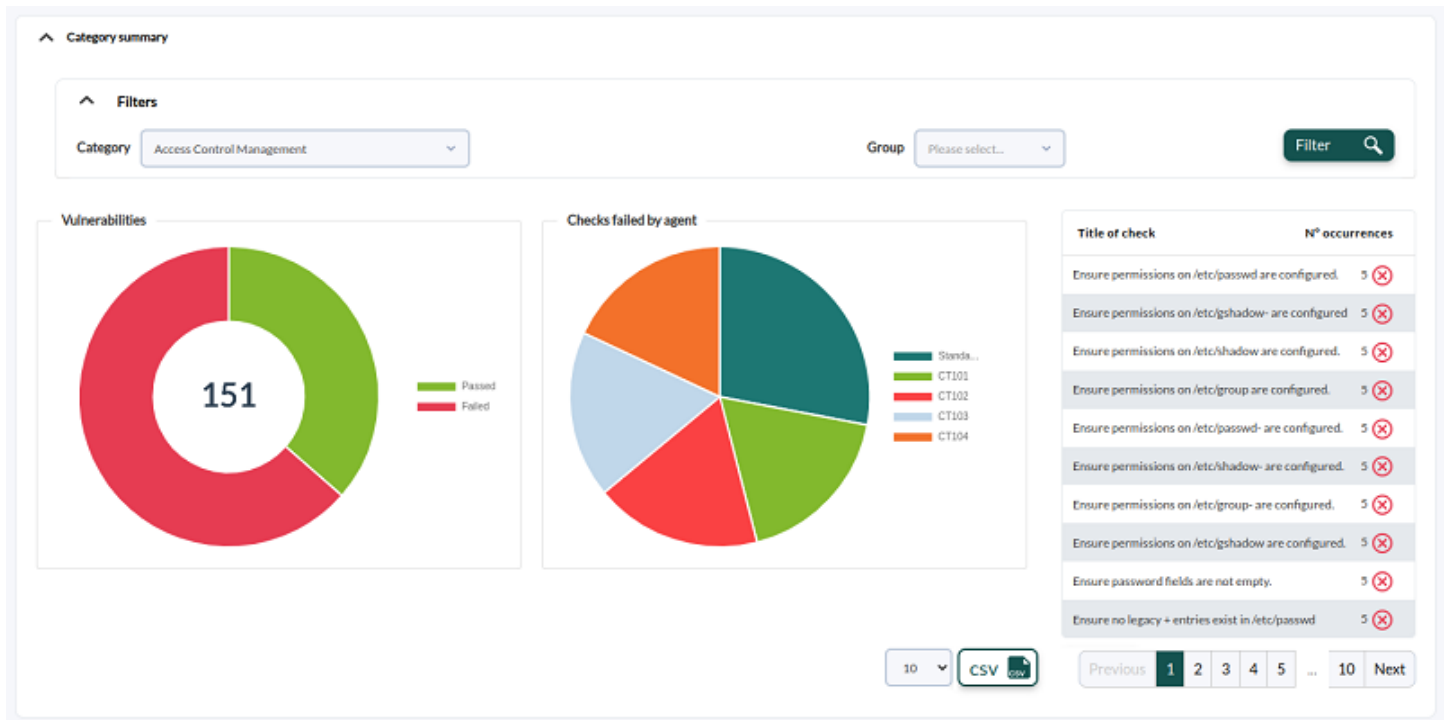 Category summary
Filters
Category Access Control Management Group Please select... Filter
Vulnerabilities
151
Passed
Failed
Checks failed by agent
Standa...
CT101
CT102
CT103
CT104
Title of check N° occurrences
Ensure permissions on /etc/passwd are configured. 5
Ensure permissions on /etc/gshadow- are configured 5
Ensure permissions on /etc/shadow are configured. 5
Ensure permissions on /etc/group are configured. 5
Ensure permissions on /etc/passwd- are configured. 5
Ensure permissions on /etc/shadow- are configured. 5
Ensure permissions on /etc/group- are configured. 5
Ensure permissions on /etc/gshadow are configured. 5
Ensure password fields are not empty. 5
Ensure no legacy + entries exist in /etc/passwd 5
10 CSV CSV Previous 1 2 3 4 5 ... 10 Next